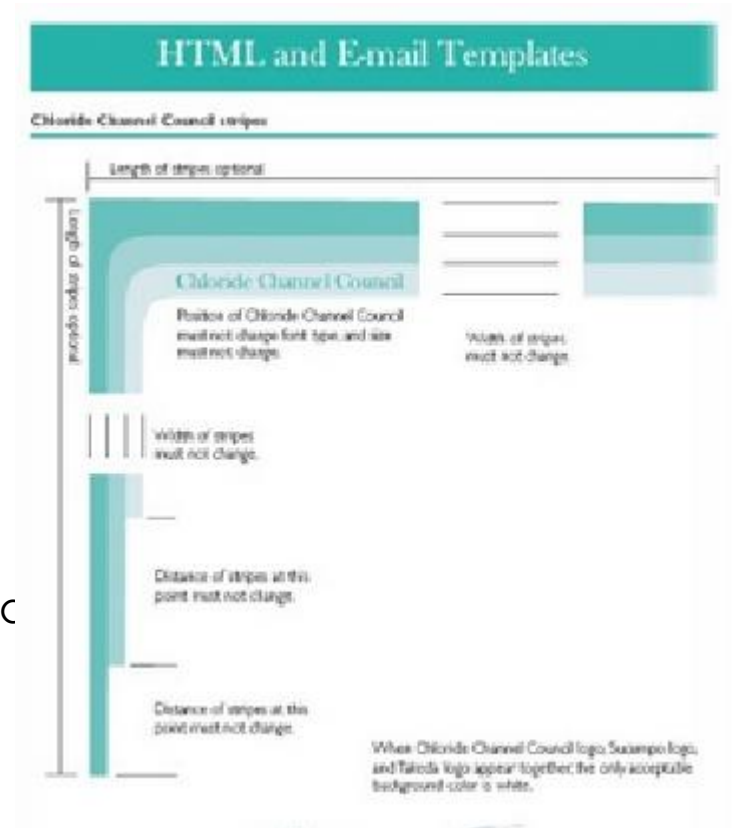 HTML and E-mail Templates
Chloride Channel Council stripes
Length of stripes optional
Length of stripes optional
Chloride Channel Council
Position of Chloride Channel Council
must not change font type, and size
must not change.
Width of stripes
must not change.
Width of stripes
must not change.
Distance of stripes at this
point must not change.
Distance of stripes at this
point must not change.
When Chloride Channel Council logo, Sucampo logo,
and Takeda logo appear together, the only acceptable
background color is white.